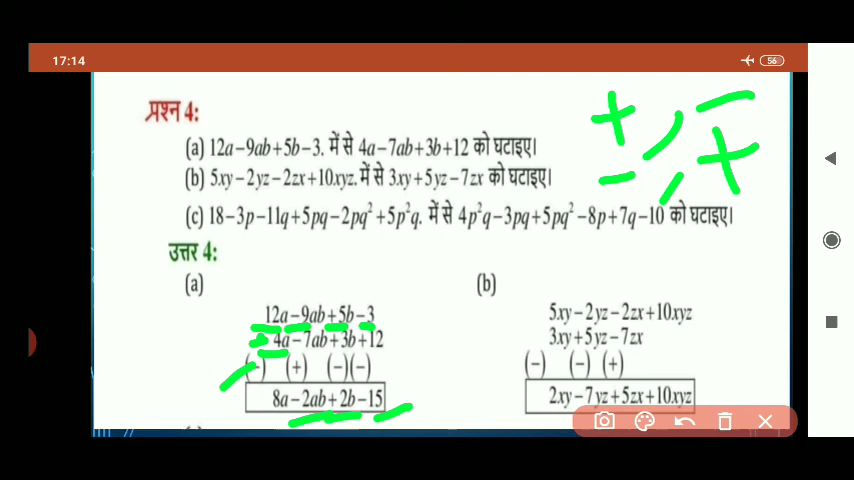 17:14
56
प्रश्न 4:
(a) 12a−9ab+5b−3. में से 4a−7ab+3b+12 को घटाइए।
(b) 5xy−2yz−2zx+10xyz. में से 3xy+5yz−7zx को घटाइए।
(c) 18−3p−11q+5pq−2pq²+5p²q. में से 4p²q−3pq+5pq²−8p+7q−10 को घटाइए।
उत्तर 4:
(a) (b)
12a−9ab+5b−3
4a−7ab+3b+12
(−) (+) (−)(−)
8a−2ab+2b−15
5xy−2yz−2zx+10xyz
3xy+5yz−7zx
(−) (−) (+)
2xy−7yz+5zx+10xyz
+ / −
− / +